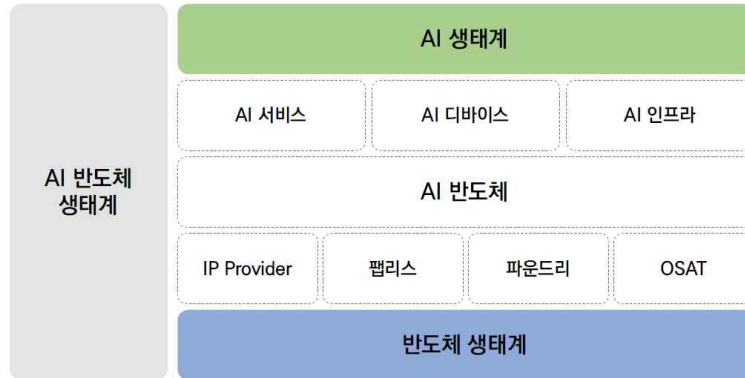 AI 반도체
생태계
AI 생태계
AI 서비스
AI 디바이스
AI 인프라
AI 반도체
IP Provider
팹리스
파운드리
OSAT
반도체 생태계